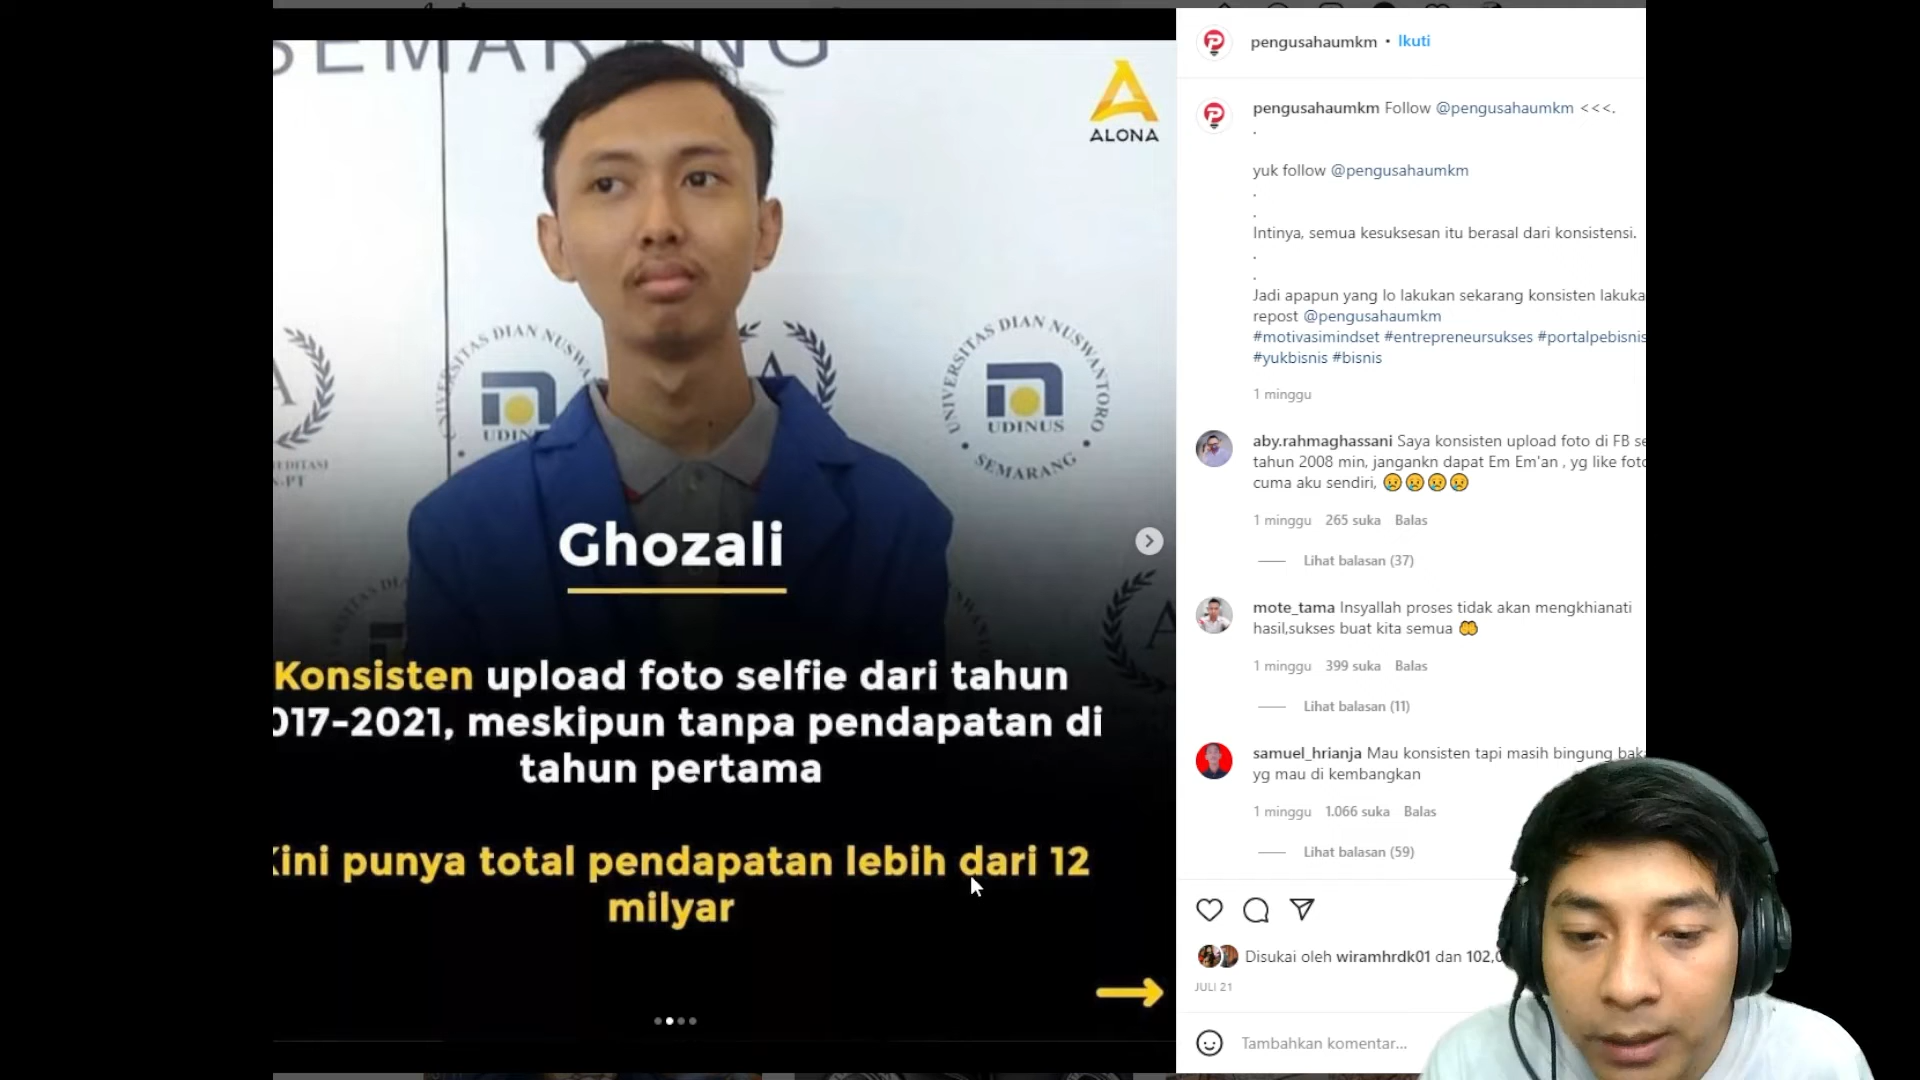 SEMARANG
ALONA
UNIVERSITAS DIAN NUSWANTORO
UDINUS
SEMARANG
Ghozali
Konsisten upload foto selfie dari tahun
017-2021, meskipun tanpa pendapatan di
tahun pertama
ini punya total pendapatan lebih dari 12
milyar
pengusahaumkm • Ikuti
pengusahaumkm Follow @pengusahaumkm <<<.
.
yuk follow @pengusahaumkm
.
.
Intinya, semua kesuksesan itu berasal dari konsistensi.
.
.
Jadi apapun yang lo lakukan sekarang konsisten lakuka
repost @pengusahaumkm
#motivasimindset #entrepreneursukses #portalpebisnis
#yukbisnis #bisnis
1 minggu
aby.rahmaghassani Saya konsisten upload foto di FB se
tahun 2008 min, jangankn dapat Em Em'an , yg like foto
cuma aku sendiri, 😢😢😢😢
1 minggu 265 suka Balas
Lihat balasan (37)
mote_tama Insyallah proses tidak akan mengkhianati
hasil,sukses buat kita semua 🤲
1 minggu 399 suka Balas
Lihat balasan (11)
samuel_hrianja Mau konsisten tapi masih bingung bak
yg mau di kembangkan
1 minggu 1.066 suka Balas
Lihat balasan (59)
Disukai oleh wiramhrdk01 dan 102,0
JULI 21
Tambahkan komentar...